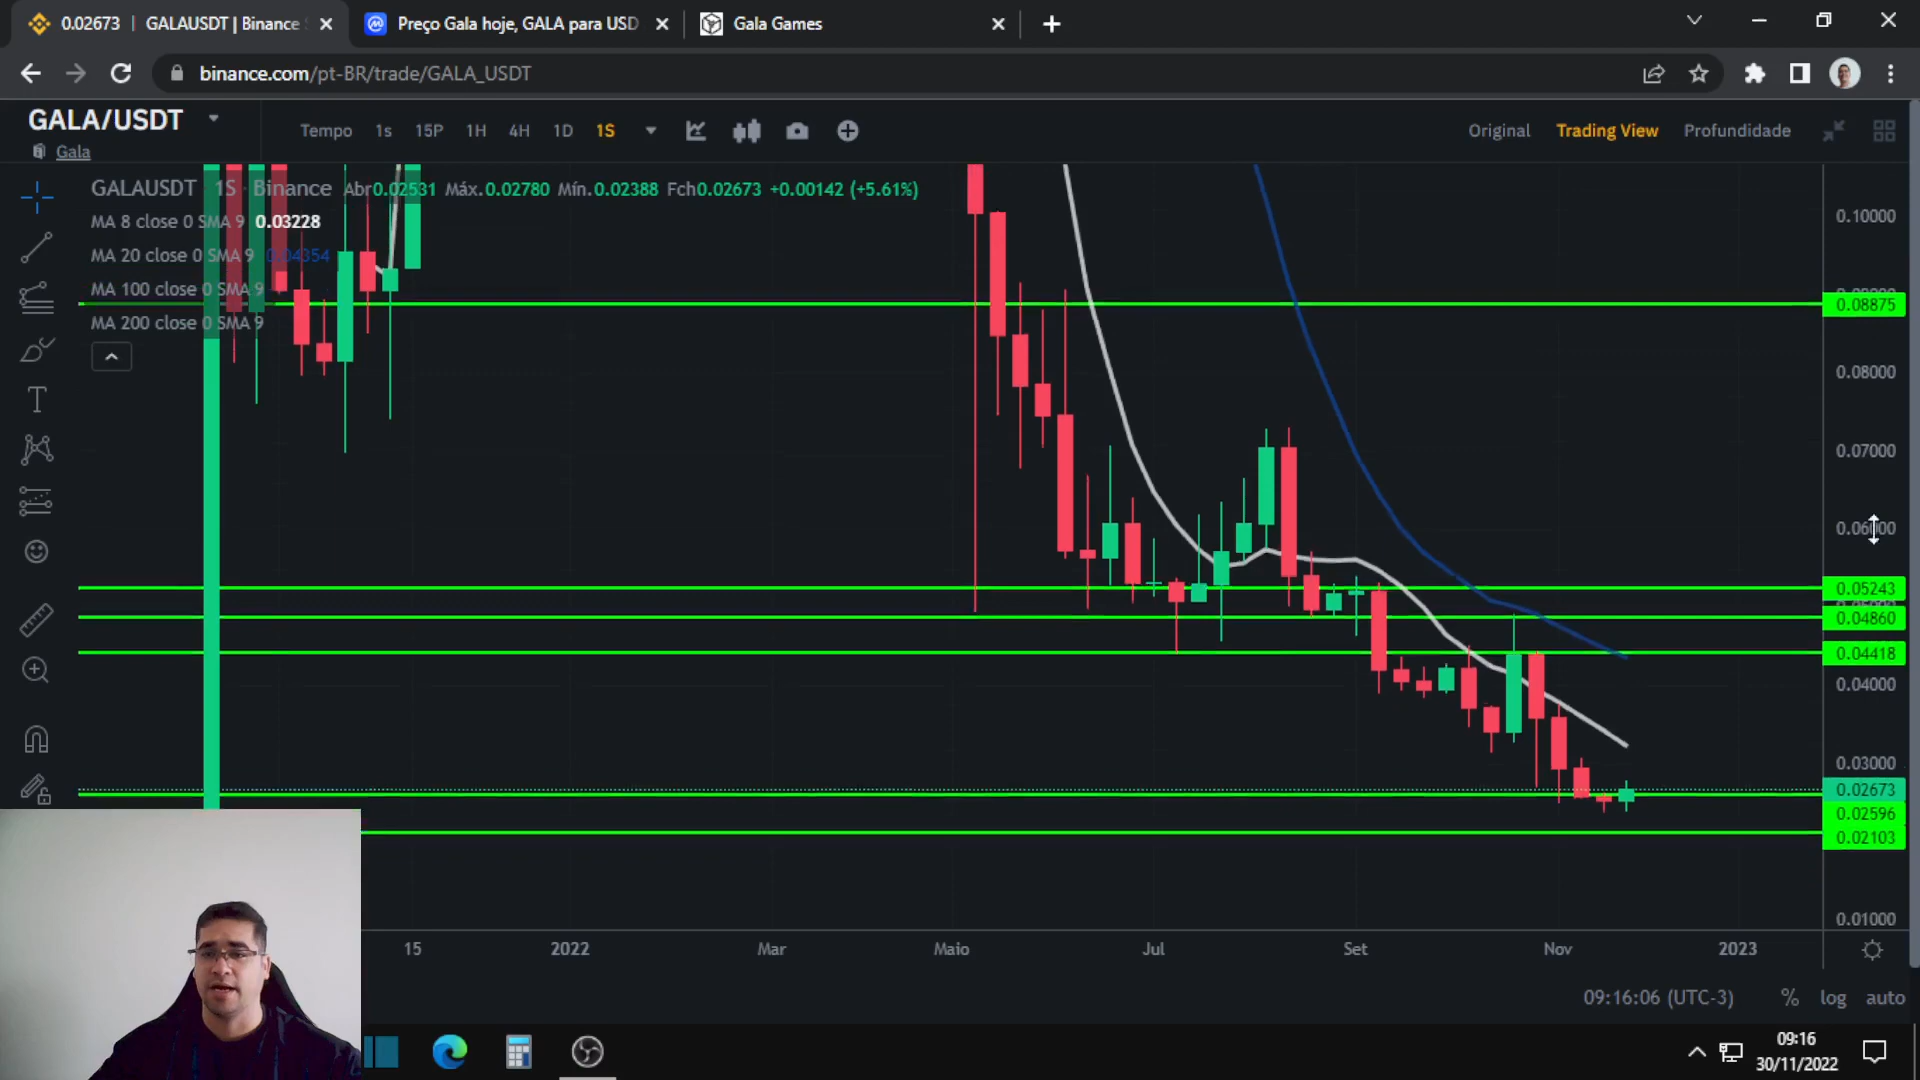 0.02673 | GALAUSDT | Binance S
Preço Gala hoje, GALA para USD
Gala Games
binance.com/pt-BR/trade/GALA_USDT
GALA/USDT
Gala
Tempo 1s 15P 1H 4H 1D 1S
Original Trading View Profundidade
GALAUSDT · 1S · Binance Abr0.02531 Máx.0.02780 Mín.0.02388 Fch0.02673 +0.00142 (+5.61%)
MA 8 close 0 SMA 9 0.03228
MA 20 close 0 SMA 9 0.04354
MA 100 close 0 SMA 9
MA 200 close 0 SMA 9
0.10000
0.08875
0.08000
0.07000
0.06000
0.05243
0.04860
0.04418
0.04000
0.03000
0.02673
0.02596
0.02103
0.01000
15 2022 Mar Maio Jul Set Nov 2023
09:16:06 (UTC-3) % log auto
09:16
30/11/2022